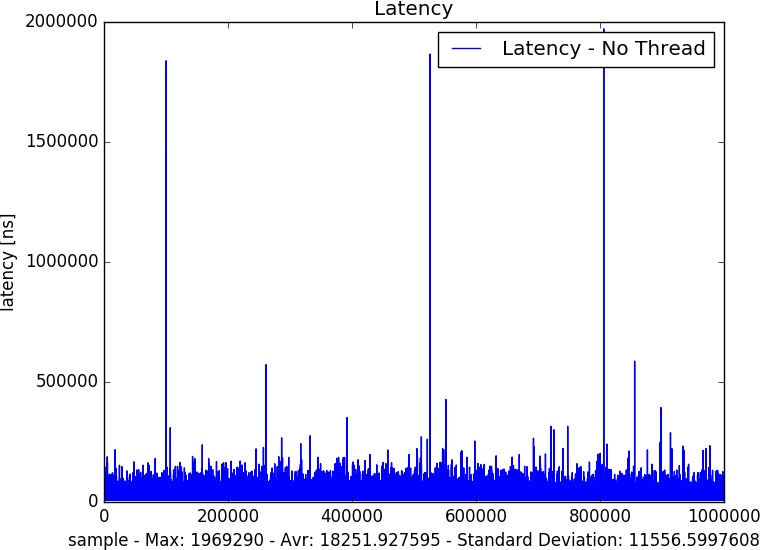 Latency
2000000
Latency - No Thread
1500000
1000000
500000
0
latency [ns]
0 200000 400000 600000 800000 1000000
sample - Max: 1969290 - Avr: 18251.927595 - Standard Deviation: 11556.5997608